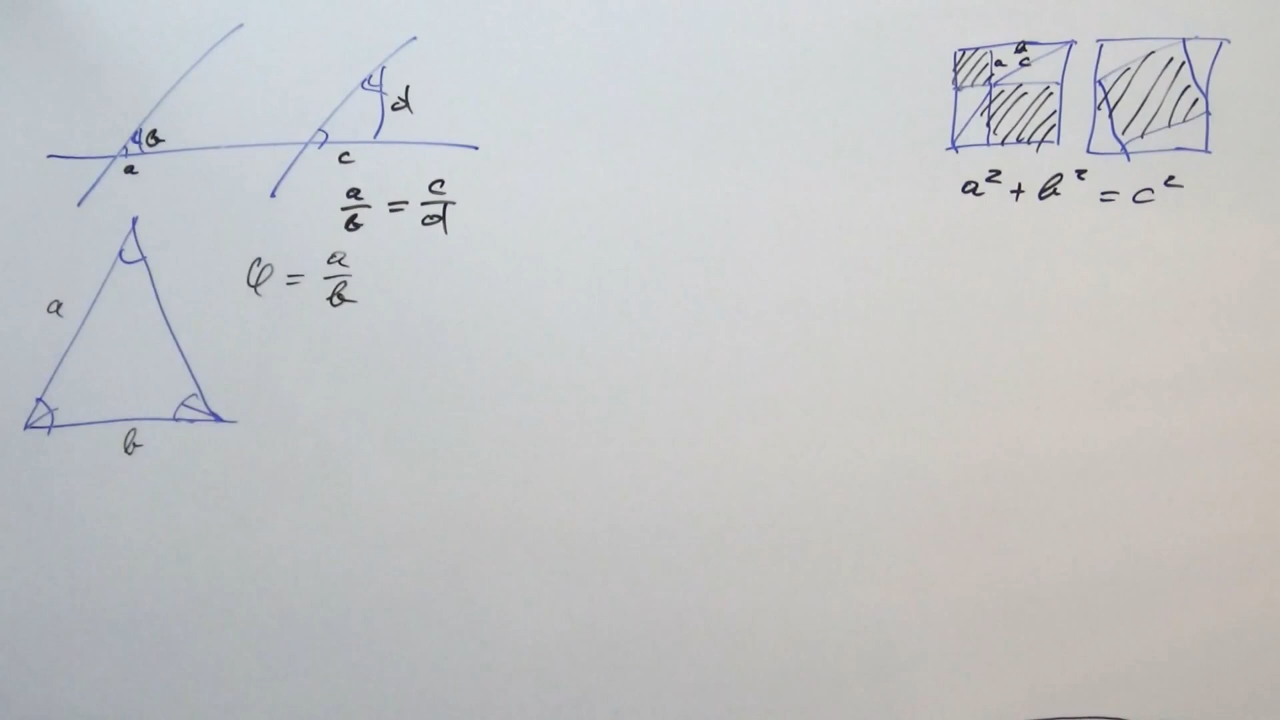 b
a
c
d
a/b = c/d
φ = a/b
a
b
a
b
c
a² + b² = c²